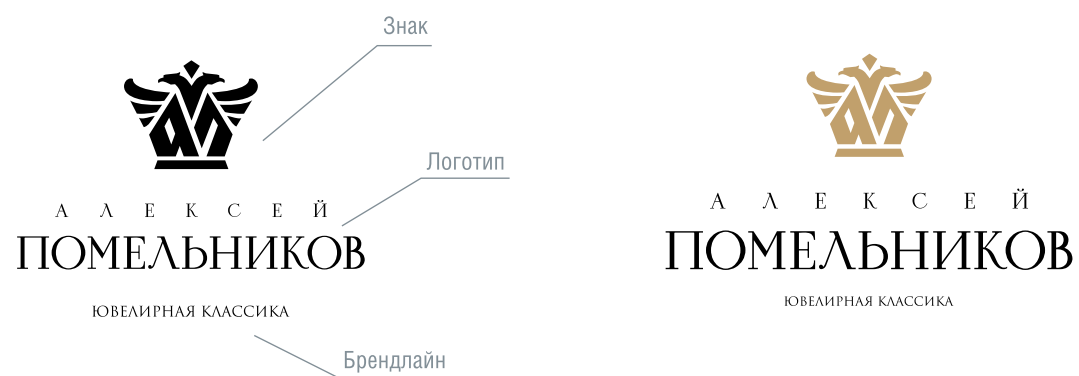 Знак
Логотип
АЛЕКСЕЙ
ПОМЕЛЬНИКОВ
ЮВЕЛИРНАЯ КЛАССИКА
Брендлайн
АЛЕКСЕЙ
ПОМЕЛЬНИКОВ
ЮВЕЛИРНАЯ КЛАССИКА